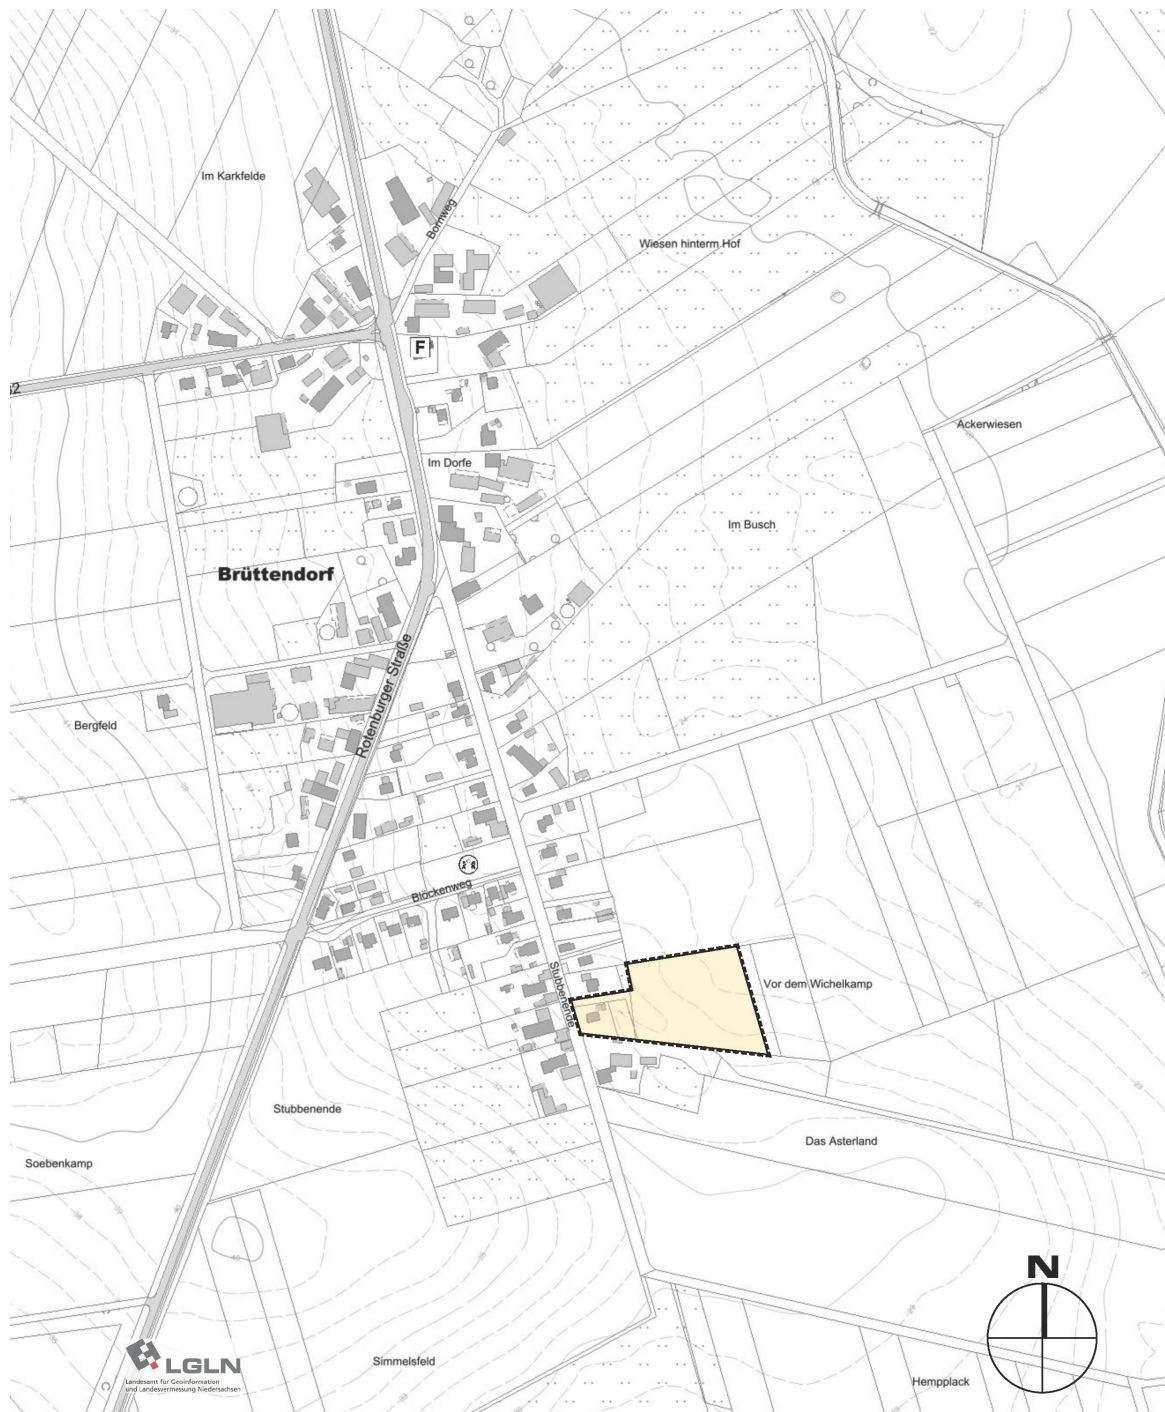 Im Karkfelde
Bornweg
Wiesen hinterm Hof
F
Ackerwiesen
Im Dorfe
Im Busch
Brüttendorf
Rotenburger Straße
Bergfeld
Blöckenweg
Stubbenende
Vor dem Wichelkamp
Stubbenende
Das Asterland
Soebenkamp
N
LGLN
Landesamt für Geoinformation
und Landesvermessung Niedersachsen
Simmelsfeld
Hempplack